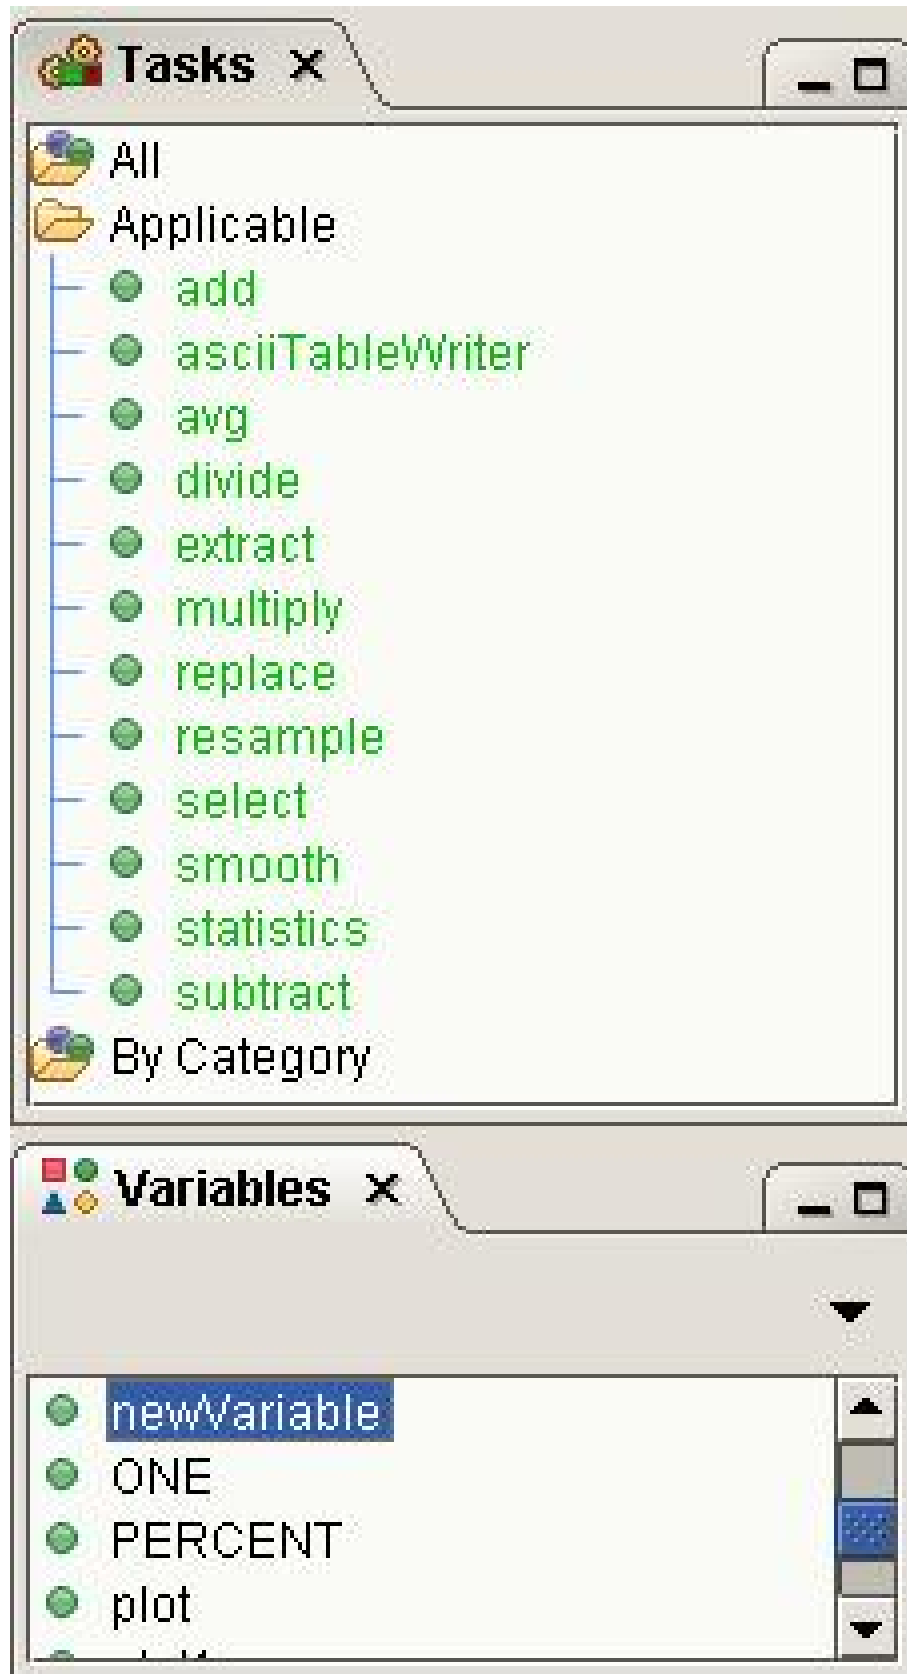 Tasks
All
Applicable
add
asciiTableWriter
avg
divide
extract
multiply
replace
resample
select
smooth
statistics
subtract
By Category
Variables
newVariable
ONE
PERCENT
plot